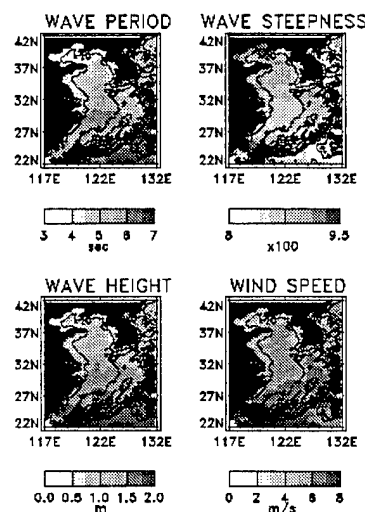 WAVE PERIOD
42N
37N
32N
27N
22N
117E 122E 132E
3 4 5 6 7
sec
WAVE STEEPNESS
42N
37N
32N
27N
22N
117E 122E 132E
8 9.5
x100
WAVE HEIGHT
42N
37N
32N
27N
22N
117E 122E 132E
0.0 0.5 1.0 1.5 2.0
m
WIND SPEED
42N
37N
32N
27N
22N
117E 122E 132E
0 2 4 6 8
m/s